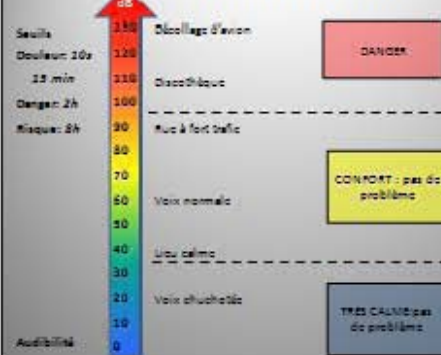 dB
Seuils
130
Décollage d'avion
Douleur: 10s
120
DANGER
15 min
110
Discothèque
Danger: 2h
100
Risque: 8h
90
Rue à fort trafic
80
70
CONFORT : pas de
problème
60
Voix normale
50
40
Lieu calme
30
20
Voix chuchotée
TRES CALME:pas
de problème
10
Audibilité
0